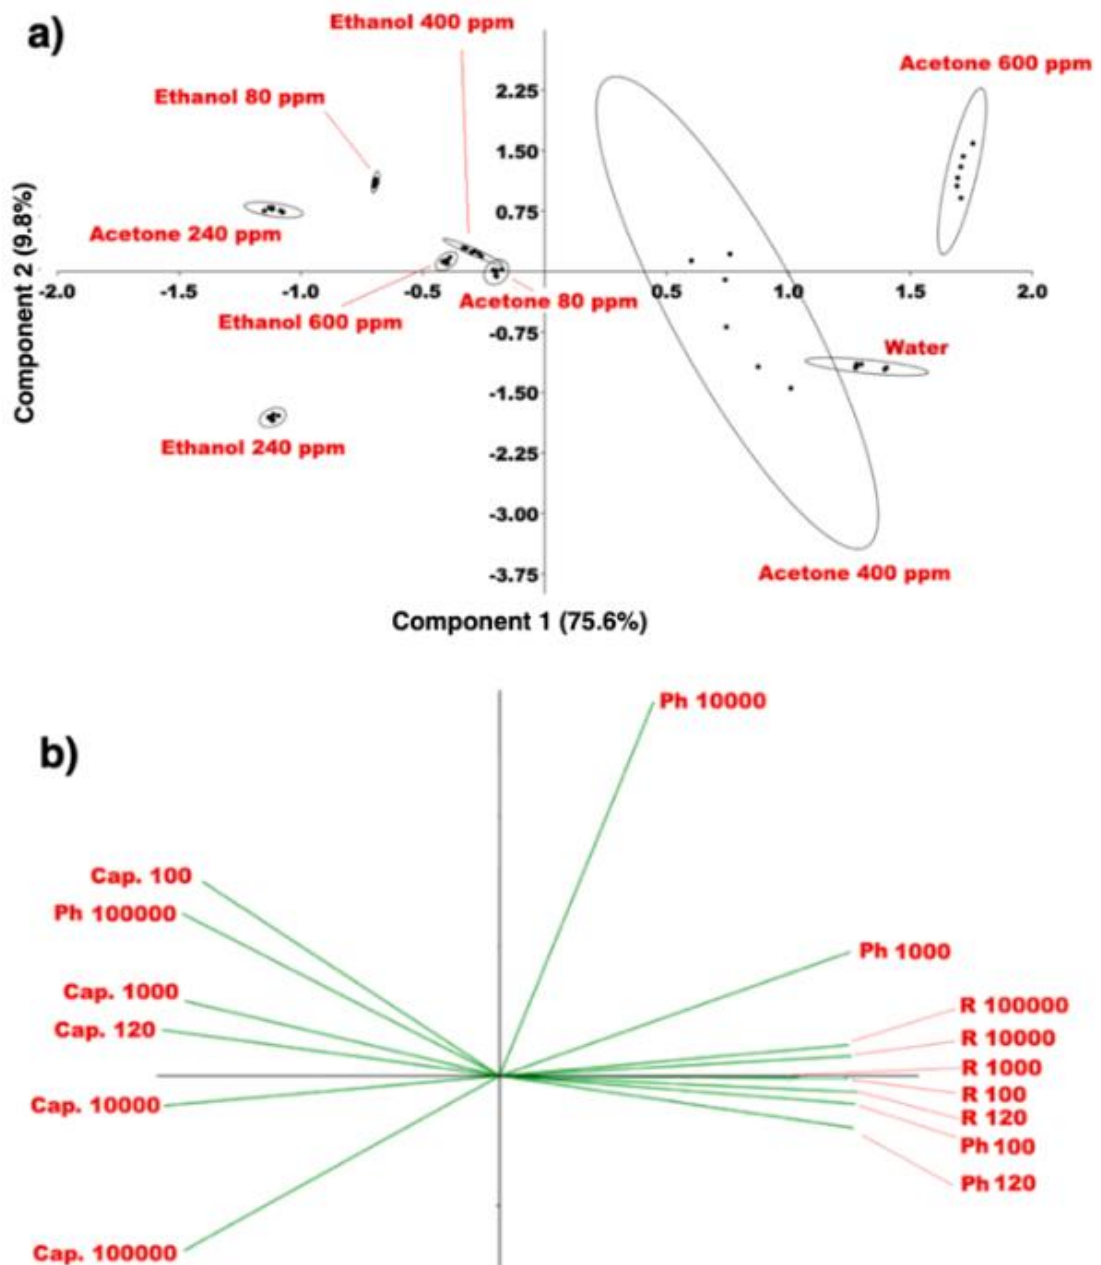 a)
Ethanol 400 ppm
Acetone 600 ppm
Ethanol 80 ppm
2.25
1.50
0.75
Acetone 240 ppm
Component 2 (9.8%)
-2.0 -1.5 -1.0 -0.5 0.5 1.0 1.5 2.0
Acetone 80 ppm
Ethanol 600 ppm
-0.75
Water
-1.50
Ethanol 240 ppm
-2.25
-3.00
-3.75
Acetone 400 ppm
Component 1 (75.6%)
b)
Ph 10000
Cap. 100
Ph 100000
Ph 1000
Cap. 1000
R 100000
Cap. 120
R 10000
R 1000
R 100
Cap. 10000
R 120
Ph 100
Ph 120
Cap. 100000